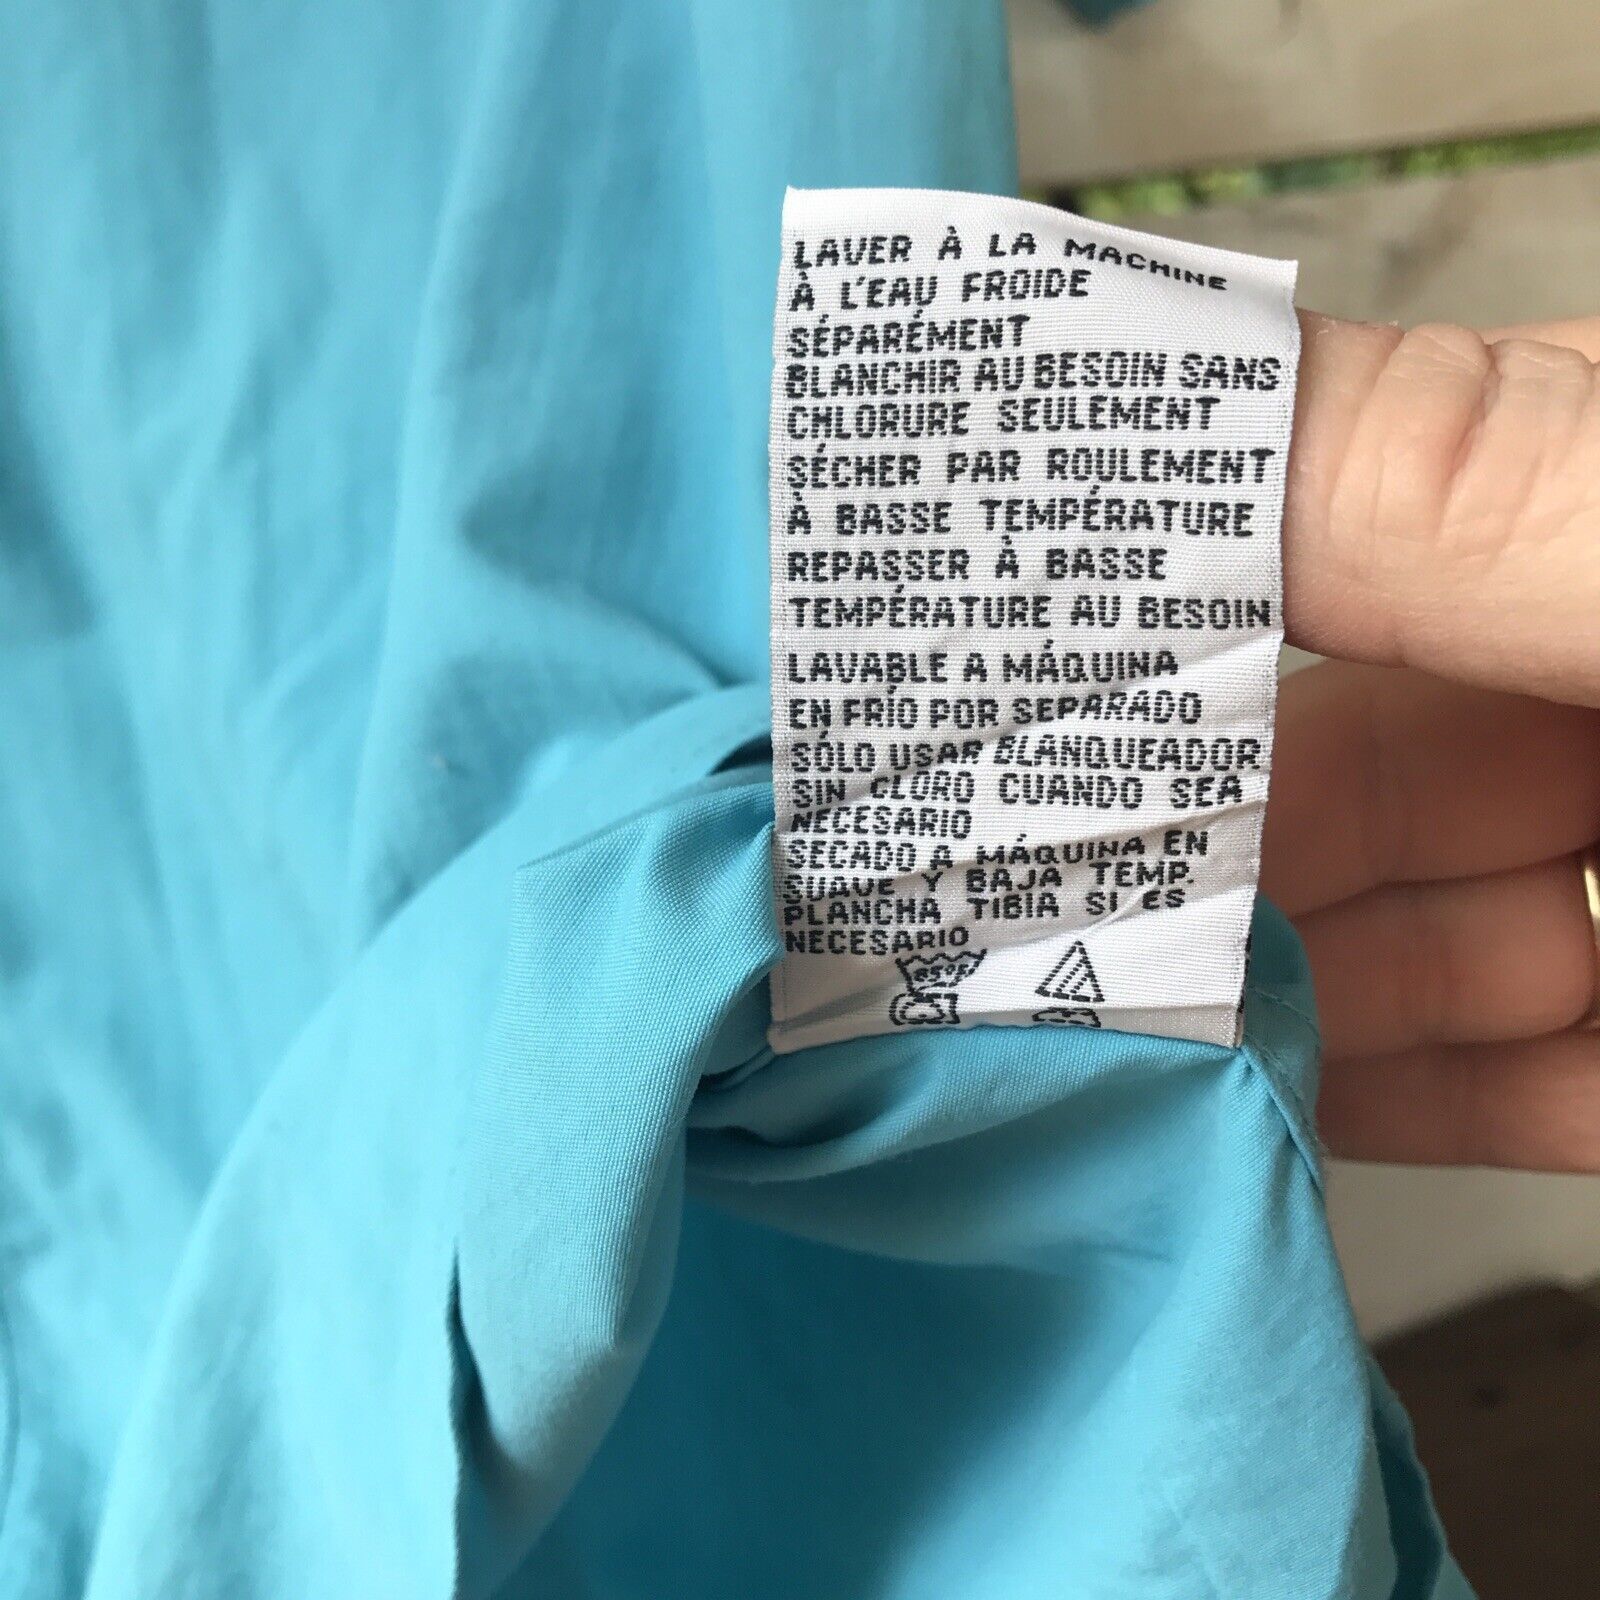 LAVER À LA MACHINE
À L'EAU FROIDE
SÉPARÉMENT
BLANCHIR AU BESOIN SANS
CHLORURE SEULEMENT
SÉCHER PAR ROULEMENT
À BASSE TEMPÉRATURE
REPASSER À BASSE
TEMPÉRATURE AU BESOIN
LAVABLE A MÁQUINA
EN FRÍO POR SEPARADO
SÓLO USAR BLANQUEADOR
SIN CLORO CUANDO SEA
NECESARIO
SECADO A MÁQUINA EN
SUAVE Y BAJA TEMP.
PLANCHA TIBIA SI ES
NECESARIO
85°F